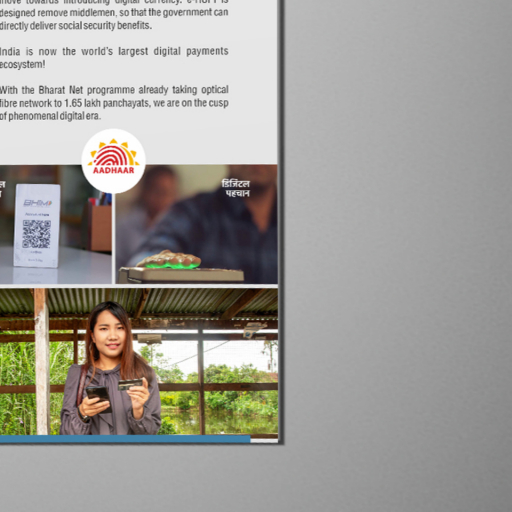 move towards introducing digital currency. e-RUPI is
designed remove middlemen, so that the government can
directly deliver social security benefits.
India is now the world's largest digital payments
ecosystem!
With the Bharat Net programme already taking optical
fibre network to 1.65 lakh panchayats, we are on the cusp
of phenomenal digital era.
AADHAAR
डिजिटल
पहचान
BHIM